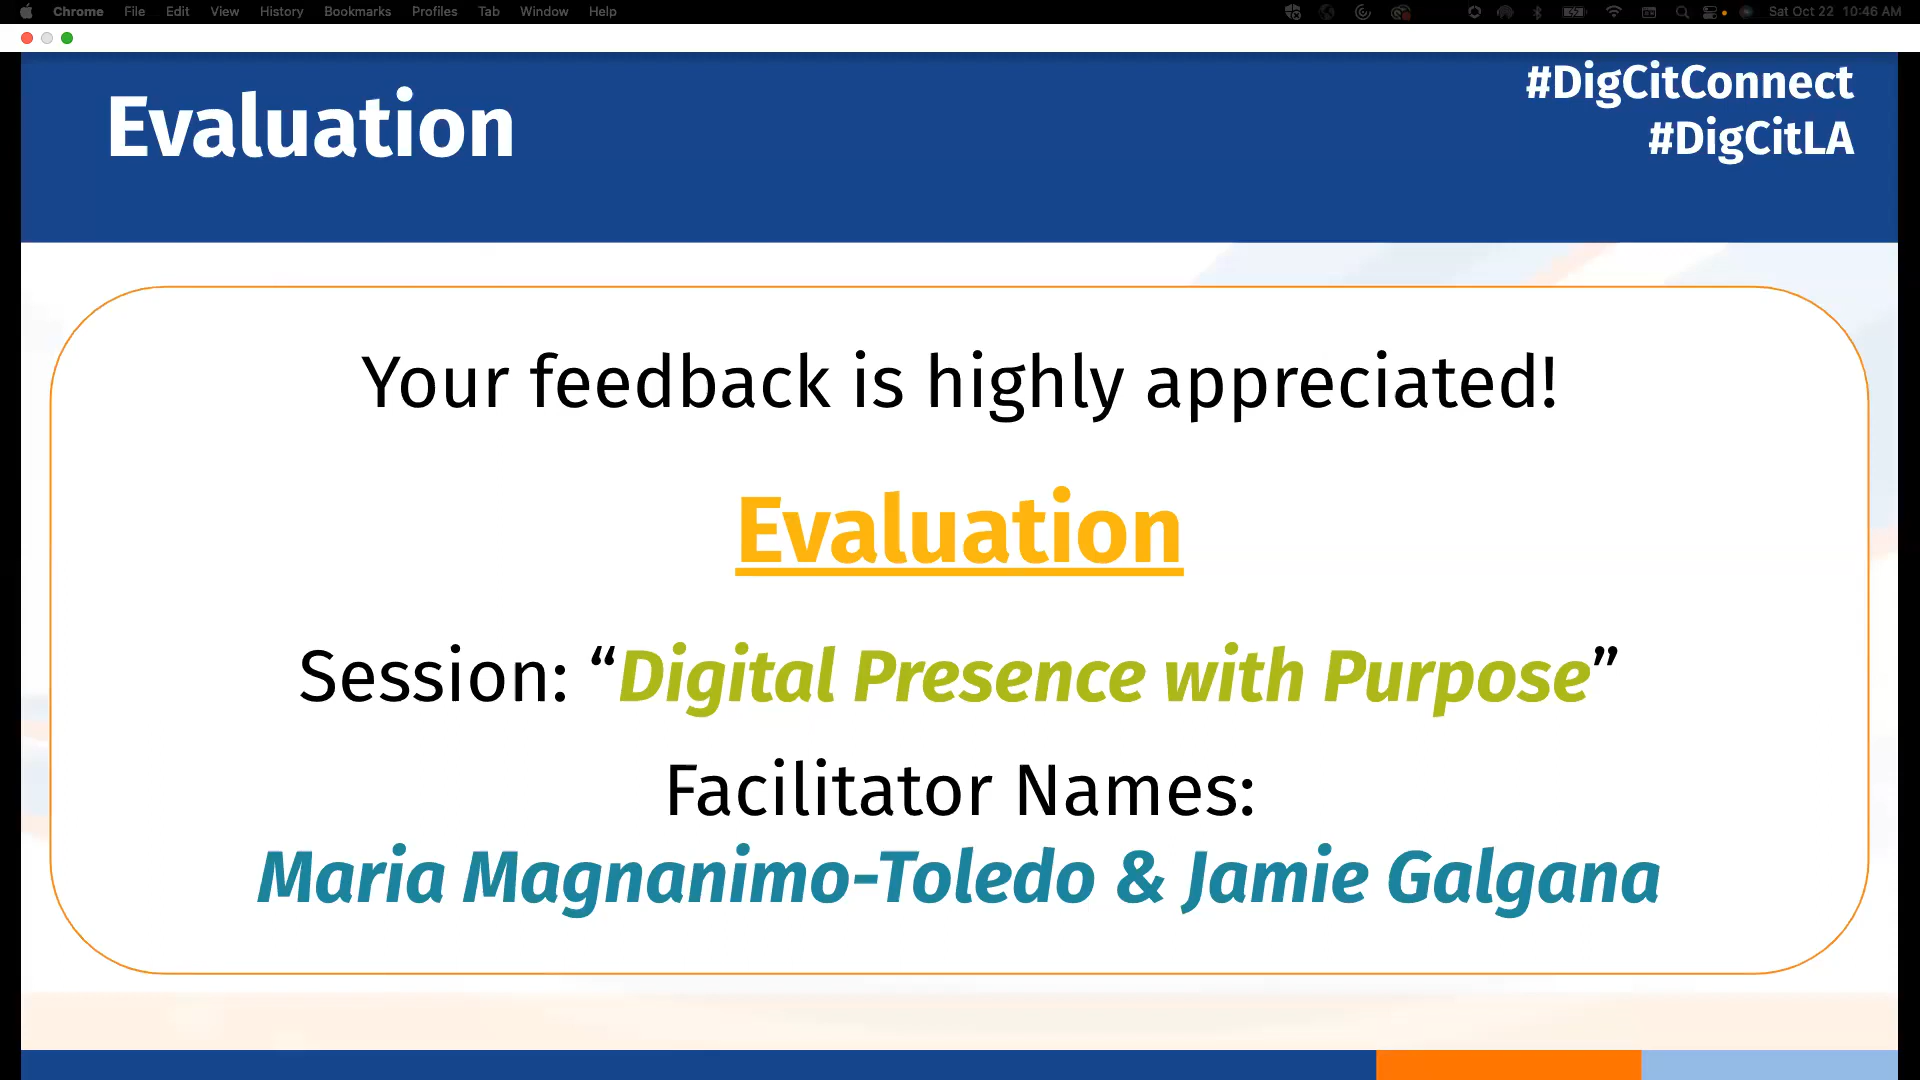 Chrome File Edit View History Bookmarks Profiles Tab Window Help Sat Oct 22 10:46 AM
Evaluation
#DigCitConnect
#DigCitLA
Your feedback is highly appreciated!
Evaluation
Session: “Digital Presence with Purpose”
Facilitator Names:
Maria Magnanimo-Toledo & Jamie Galgana